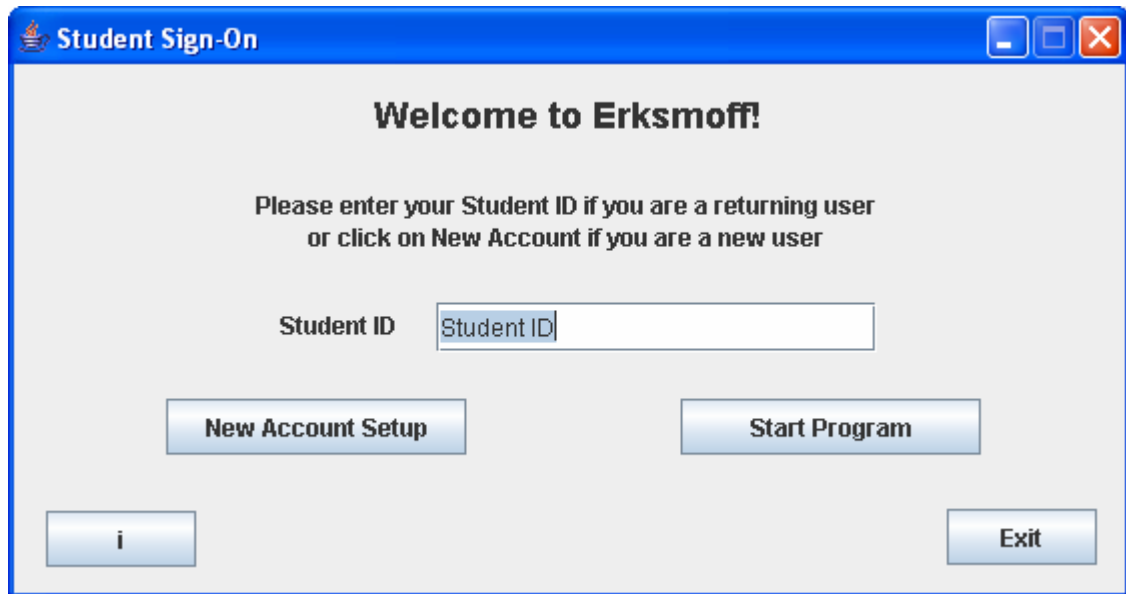 Student Sign-On
Welcome to Erksmoff!
Please enter your Student ID if you are a returning user
or click on New Account if you are a new user
Student ID Student ID
New Account Setup Start Program
i Exit